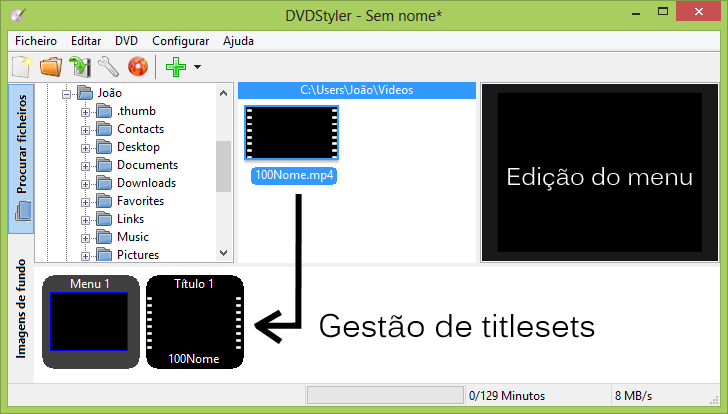 DVDStyler - Sem nome*
Ficheiro Editar DVD Configurar Ajuda
Procurar ficheiros
Imagens de fundo
João
.thumb
Contacts
Desktop
Documents
Downloads
Favorites
Links
Music
Pictures
C:\Users\João\Videos
100Nome.mp4
Edição do menu
Menu 1
Título 1
100Nome
Gestão de titlesets
0/129 Minutos
8 MB/s